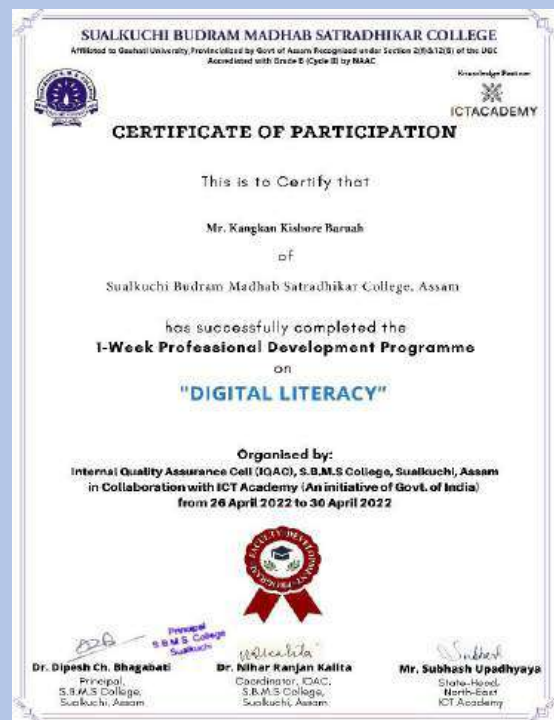 SUALKUCHI BUDRAM MADHAB SATRADHIKAR COLLEGE
Affiliated to Gauhati University, Provincialised by Govt of Assam Recognised under Section 2(f)&12(B) of the UGC
Accredited with Grade B (Cycle II) by NAAC
Knowledge Partner
ICTACADEMY
CERTIFICATE OF PARTICIPATION
This is to Certify that
Mr. Kangkan Kishore Baruah
of
Sualkuchi Budram Madhab Satradhikar College, Assam
has successfully completed the
1-Week Professional Development Programme
on
"DIGITAL LITERACY"
Organised by:
Internal Quality Assurance Cell (IQAC), S.B.M.S College, Sualkuchi, Assam
in Collaboration with ICT Academy (An initiative of Govt. of India)
from 26 April 2022 to 30 April 2022
FACULTY DEVELOPMENT PROGRAM
Principal
S B M S College
Sualkuchi
Dr. Dipesh Ch. Bhagabati
Principal,
S.B.M.S College,
Sualkuchi, Assam
Dr. Nihar Ranjan Kalita
Coordinator, IQAC,
S.B.M.S College,
Sualkuchi, Assam
Mr. Subhash Upadhyaya
State-Head,
North-East
ICT Academy